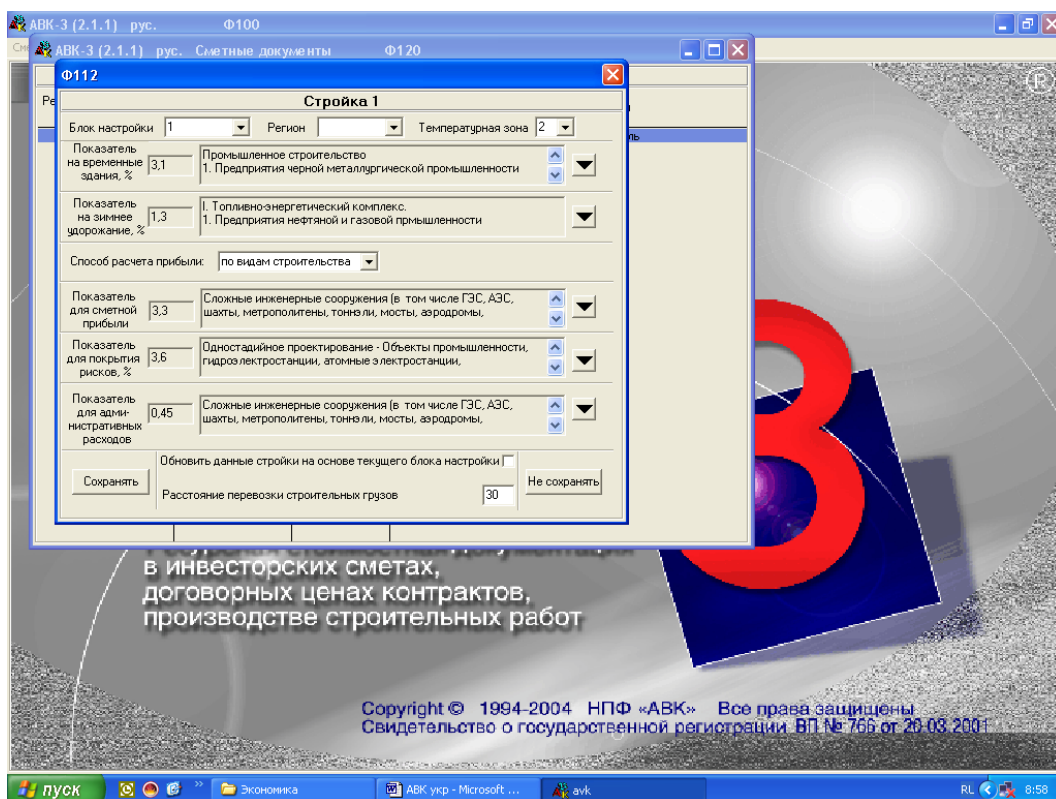 АВК-3 (2.1.1) рус. Ф100
АВК-3 (2.1.1) рус. Сметные документы Ф120
Ф112
Стройка 1
Блок настройки 1 Регион Температурная зона 2
Показатель
на временные
здания, %
3,1
Промышленное строительство
1. Предприятия черной металлургической промышленности
Показатель
на зимнее
удорожание, %
1,3
I. Топливно-энергетический комплекс.
1. Предприятия нефтяной и газовой прмышленности
Способ расчета прибыли: по видам строительства
Показатель
для сметной
прибыли
3,3
Сложные инженерные сооружения (в том числе ГЭС, АЭС,
шахты, метрополитены, тоннэли, мосты, аэродромы,
Показатель
для покрытия
рисков, %
3,6
Одностадийное проектирование - Объекты промышленности,
гидроэлектростанции, атомные электростанции,
Показатель
для адми-
нистративных
расходов
0,45
Сложные инженерные сооружения (в том числе ГЭС, АЭС,
шахты, метрополитены, тоннэли, мосты, аэродромы,
Обновить данные стройки на основе текущего блока настройки
Сохранять
Расстояние перевозки строительных грузов 30
Не сохранять
в инвесторских сметах,
договорных ценах контрактов,
производстве строительных работ
Copyright © 1994-2004 НПФ «АВК» Все права защищены
Свидетельство о государственной регистрации ВП № 766 от 20.03.2001
пуск
Экономика
АВК укр - Microsoft ...
avk
RL 8:58